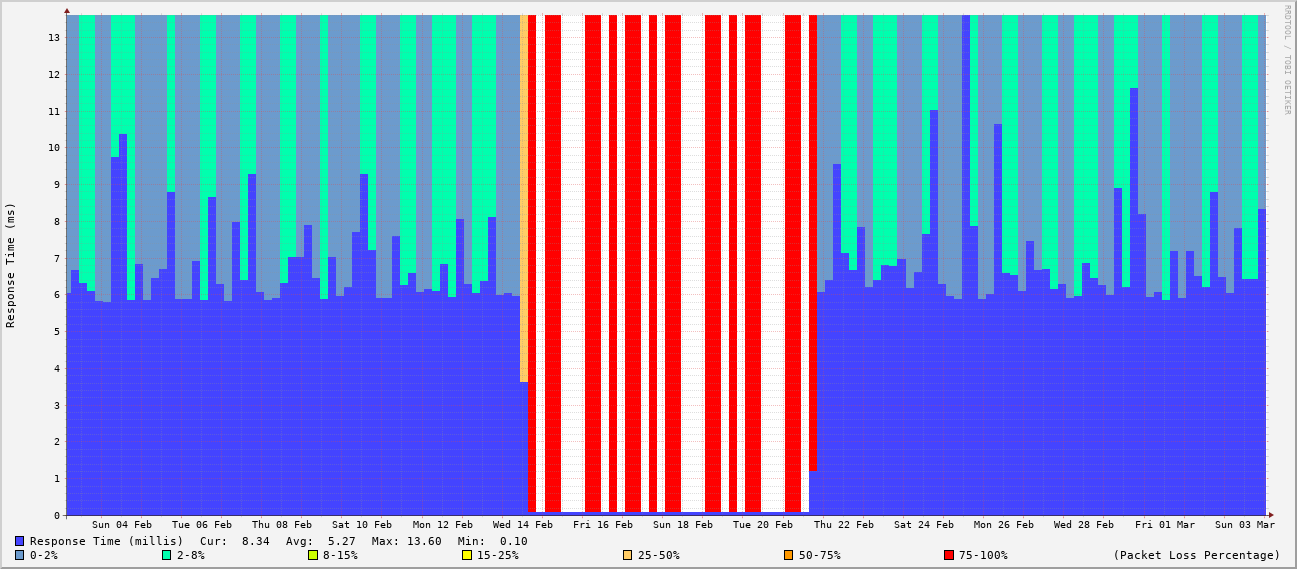 RRDTOOL / TOBI OETIKER
Response Time (ms)
13
12
11
10
9
8
7
6
5
4
3
2
1
0
Sun 04 Feb Tue 06 Feb Thu 08 Feb Sat 10 Feb Mon 12 Feb Wed 14 Feb Fri 16 Feb Sun 18 Feb Tue 20 Feb Thu 22 Feb Sat 24 Feb Mon 26 Feb Wed 28 Feb Fri 01 Mar Sun 03 Mar
Response Time (millis) Cur: 8.34 Avg: 5.27 Max: 13.60 Min: 0.10
0-2% 2-8% 8-15% 15-25% 25-50% 50-75% 75-100% (Packet Loss Percentage)